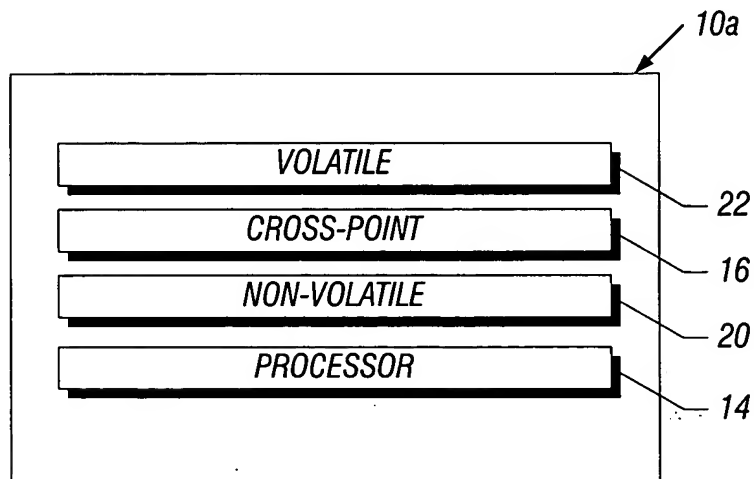 10a
VOLATILE
22
CROSS-POINT
16
NON-VOLATILE
20
PROCESSOR
14